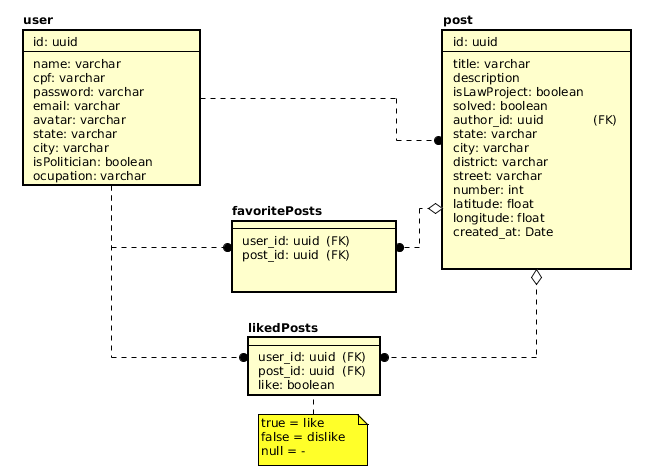 user
id: uuid
name: varchar
cpf: varchar
password: varchar
email: varchar
avatar: varchar
state: varchar
city: varchar
isPolitician: boolean
ocupation: varchar
post
id: uuid
title: varchar
description
isLawProject: boolean
solved: boolean
author_id: uuid (FK)
state: varchar
city: varchar
district: varchar
street: varchar
number: int
latitude: float
longitude: float
created_at: Date
favoritePosts
user_id: uuid (FK)
post_id: uuid (FK)
likedPosts
user_id: uuid (FK)
post_id: uuid (FK)
like: boolean
true = like
false = dislike
null = -